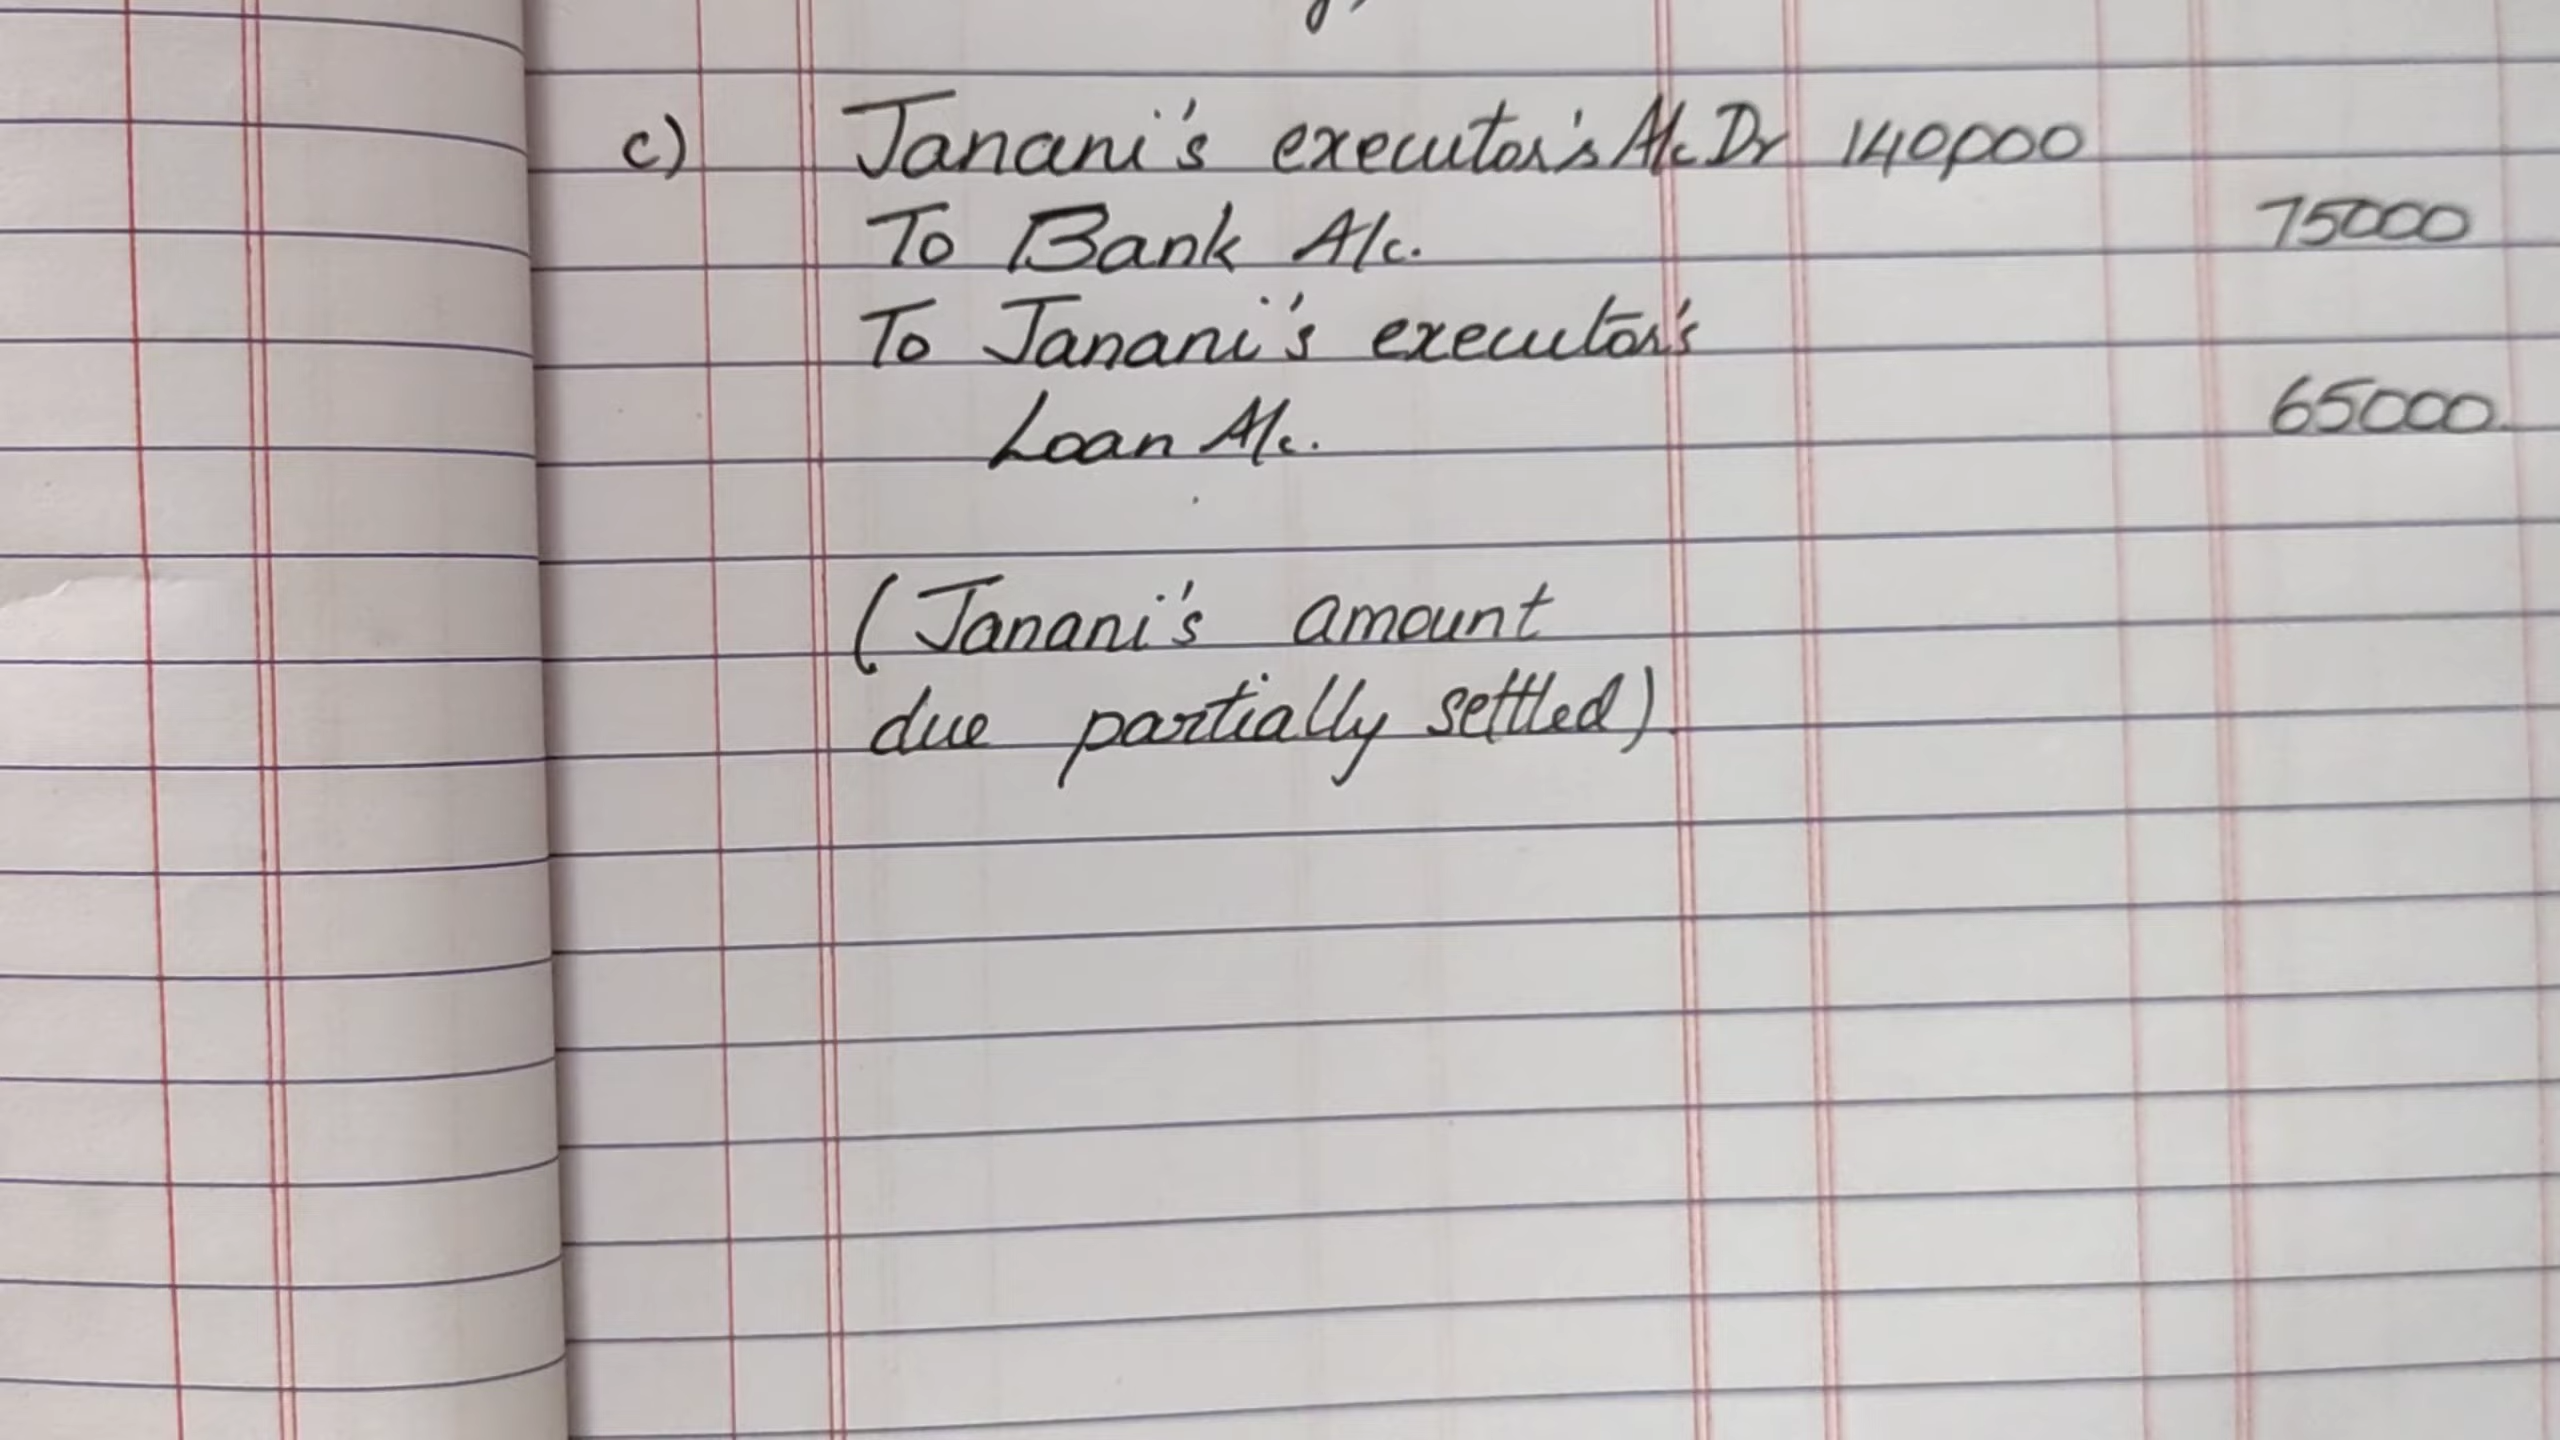 c) Janani's executor's A/c Dr 140000
To Bank A/c. 75000
To Janani's executor's
Loan A/c. 65000
(Janani's amount
due partially settled)